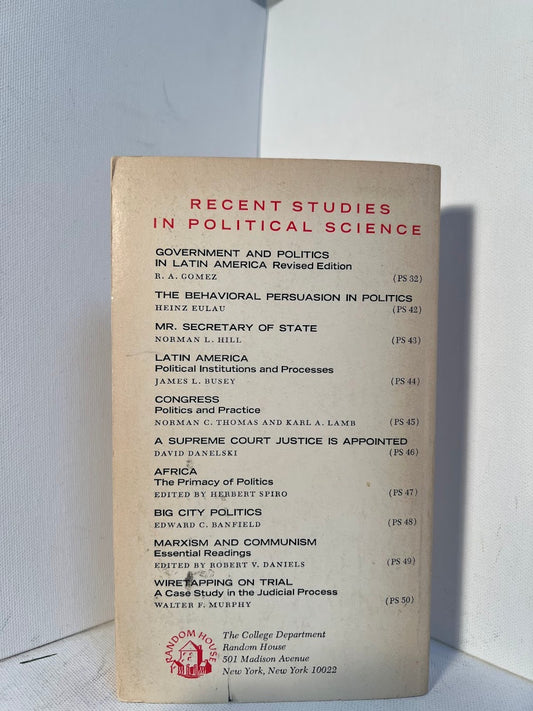 RECENT STUDIES
IN POLITICAL SCIENCE
GOVERNMENT AND POLITICS
IN LATIN AMERICA Revised Edition
R. A. GOMEZ (PS 32)
THE BEHAVIORAL PERSUASION IN POLITICS
HEINZ EULAU (PS 42)
MR. SECRETARY OF STATE
NORMAN L. HILL (PS 43)
LATIN AMERICA
Political Institutions and Processes
JAMES L. BUSEY (PS 44)
CONGRESS
Politics and Practice
NORMAN C. THOMAS AND KARL A. LAMB (PS 45)
A SUPREME COURT JUSTICE IS APPOINTED
DAVID DANELSKI (PS 46)
AFRICA
The Primacy of Politics
EDITED BY HERBERT SPIRO (PS 47)
BIG CITY POLITICS
EDWARD C. BANFIELD (PS 48)
MARXISM AND COMMUNISM
Essential Readings
EDITED BY ROBERT V. DANIELS (PS 49)
WIRETAPPING ON TRIAL
A Case Study in the Judicial Process
WALTER F. MURPHY (PS 50)
RANDOM HOUSE
The College Department
Random House
501 Madison Avenue
New York, New York 10022